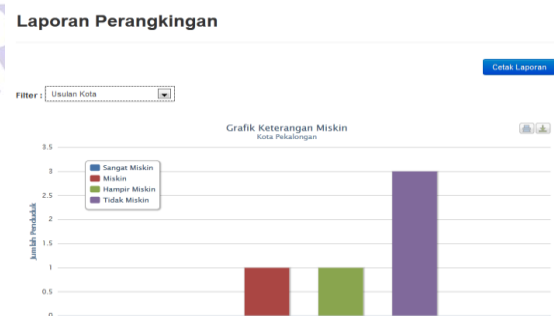 Laporan Perangkingan
Cetak Laporan
Filter : Usulan Kota
Grafik Keterangan Miskin
Kota Pekalongan
3.5
3
2.5
2
1.5
1
0.5
0
Jumlah Penduduk
Sangat Miskin
Miskin
Hampir Miskin
Tidak Miskin